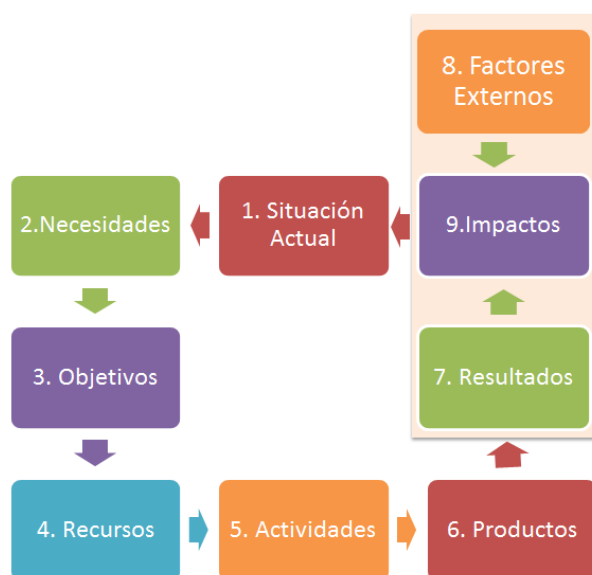 8. Factores
Externos
2.Necesidades
1. Situación
Actual
9.Impactos
3. Objetivos
7. Resultados
4. Recursos
5. Actividades
6. Productos